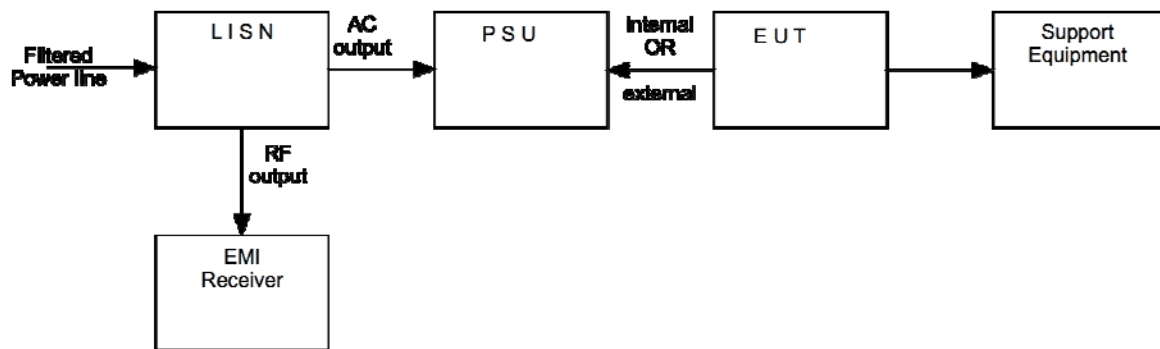 Filtered
Power line
L I S N
AC
output
P S U
Internal
OR
external
E U T
Support
Equipment
RF
output
EMI
Receiver